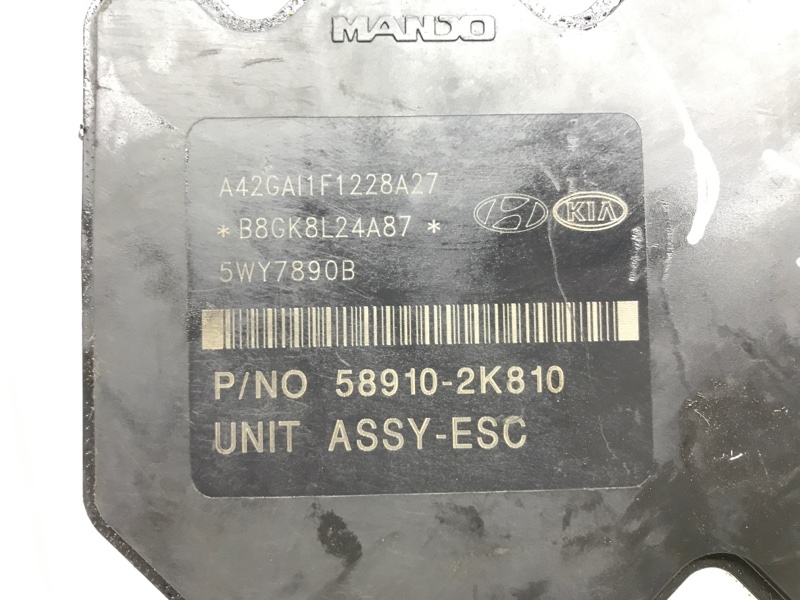 MANDO
A42GAI1F1228A27
*B8GK8L24A87 *
KIA
5WY7890B
P/NO 58910-2K810
UNIT ASSY-ESC